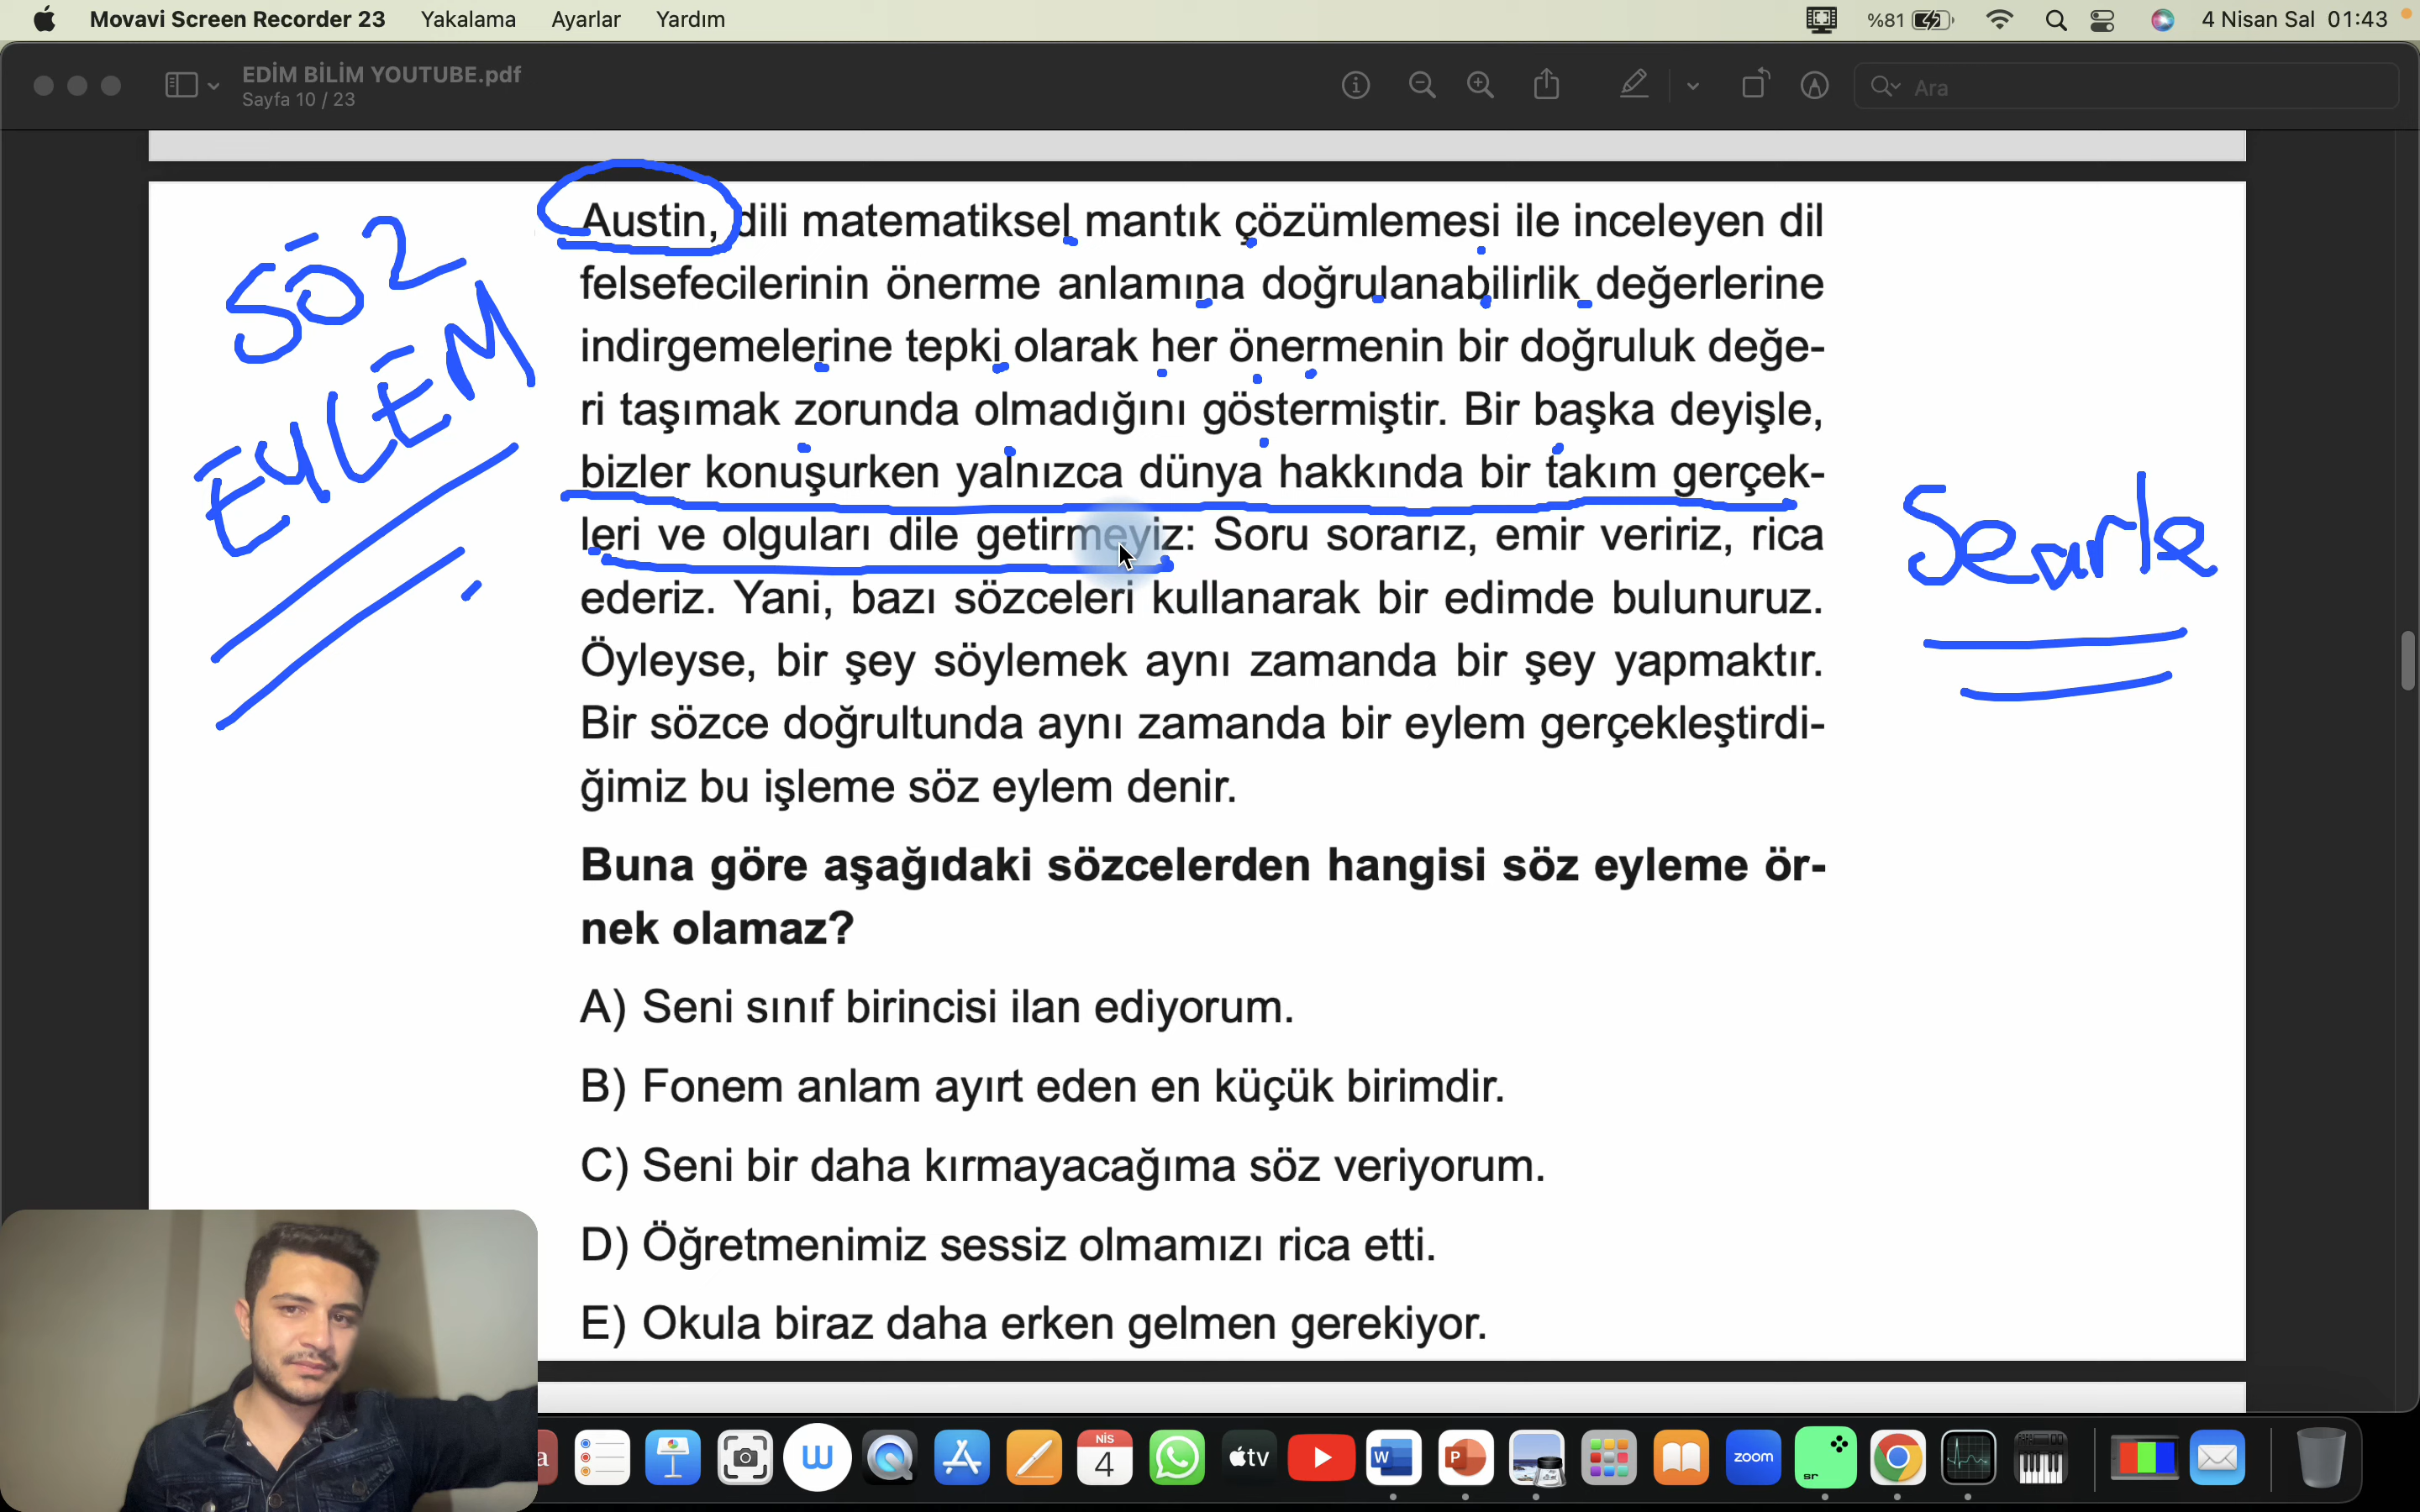 Movavi Screen Recorder 23 Yakalama Ayarlar Yardım %81 4 Nisan Sal 01:43
EDİM BİLİM YOUTUBE.pdf
Sayfa 10 / 23
Ara
SÖZ
EYLEM
Austin, dili matematiksel mantık çözümlemesi ile inceleyen dil
felsefecilerinin önerme anlamına doğrulanabilirlik değerlerine
indirgemelerine tepki olarak her önermenin bir doğruluk değe-
ri taşımak zorunda olmadığını göstermiştir. Bir başka deyişle,
bizler konuşurken yalnızca dünya hakkında bir takım gerçek-
leri ve olguları dile getirmeyiz: Soru sorarız, emir veririz, rica
ederiz. Yani, bazı sözceleri kullanarak bir edimde bulunuruz.
Öyleyse, bir şey söylemek aynı zamanda bir şey yapmaktır.
Bir sözce doğrultunda aynı zamanda bir eylem gerçekleştirdi-
ğimiz bu işleme söz eylem denir.
Searle
Buna göre aşağıdaki sözcelerden hangisi söz eyleme ör-
nek olamaz?
A) Seni sınıf birincisi ilan ediyorum.
B) Fonem anlam ayırt eden en küçük birimdir.
C) Seni bir daha kırmayacağıma söz veriyorum.
D) Öğretmenimiz sessiz olmamızı rica etti.
E) Okula biraz daha erken gelmen gerekiyor.
a w NİS 4 tv W P zoom sr